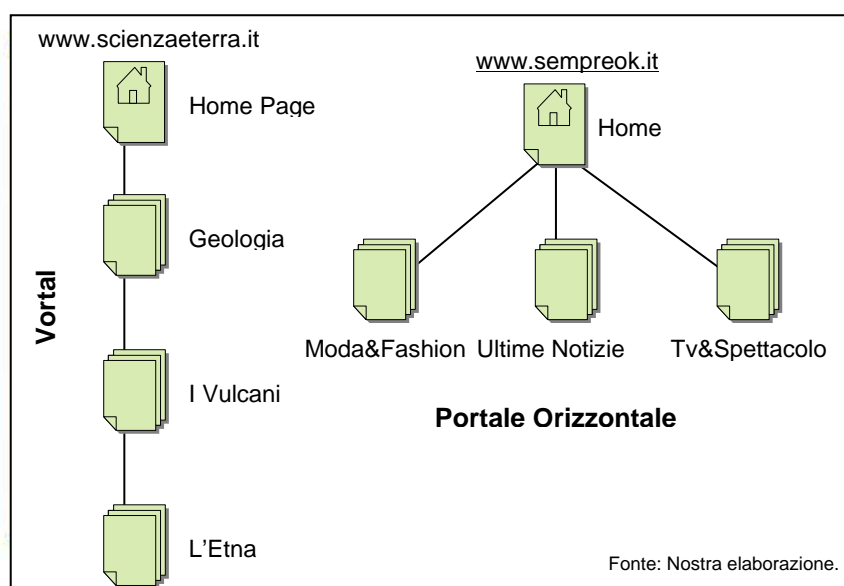 www.scienzaeterra.it
Home Page
Geologia
I Vulcani
L'Etna
Vortal
www.sempreok.it
Home
Moda&Fashion
Ultime Notizie
Tv&Spettacolo
Portale Orizzontale
Fonte: Nostra elaborazione.